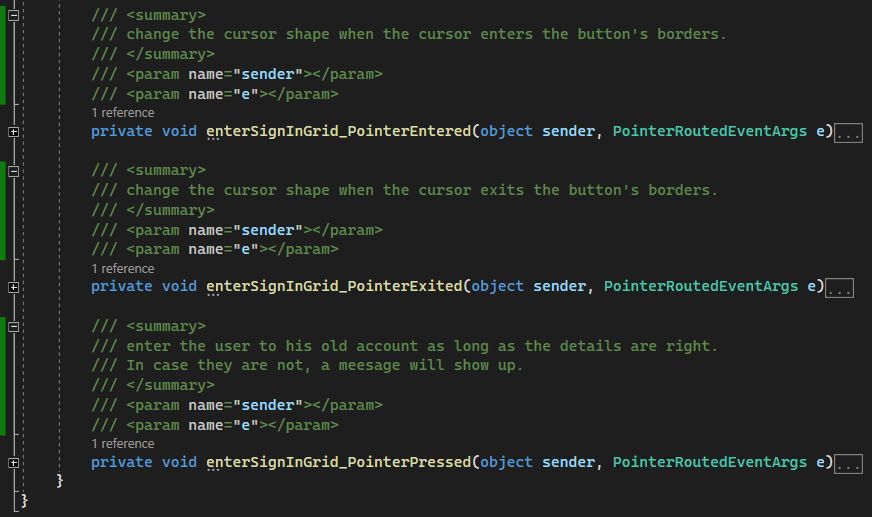 /// <summary>
/// change the cursor shape when the cursor enters the button's borders.
/// </summary>
/// <param name="sender"></param>
/// <param name="e"></param>
1 reference
private void enterSignInGrid_PointerEntered(object sender, PointerRoutedEventArgs e)...
/// <summary>
/// change the cursor shape when the cursor exits the button's borders.
/// </summary>
/// <param name="sender"></param>
/// <param name="e"></param>
1 reference
private void enterSignInGrid_PointerExited(object sender, PointerRoutedEventArgs e)...
/// <summary>
/// enter the user to his old account as long as the details are right.
/// In case they are not, a meesage will show up.
/// </summary>
/// <param name="sender"></param>
/// <param name="e"></param>
1 reference
private void enterSignInGrid_PointerPressed(object sender, PointerRoutedEventArgs e)...
}
}